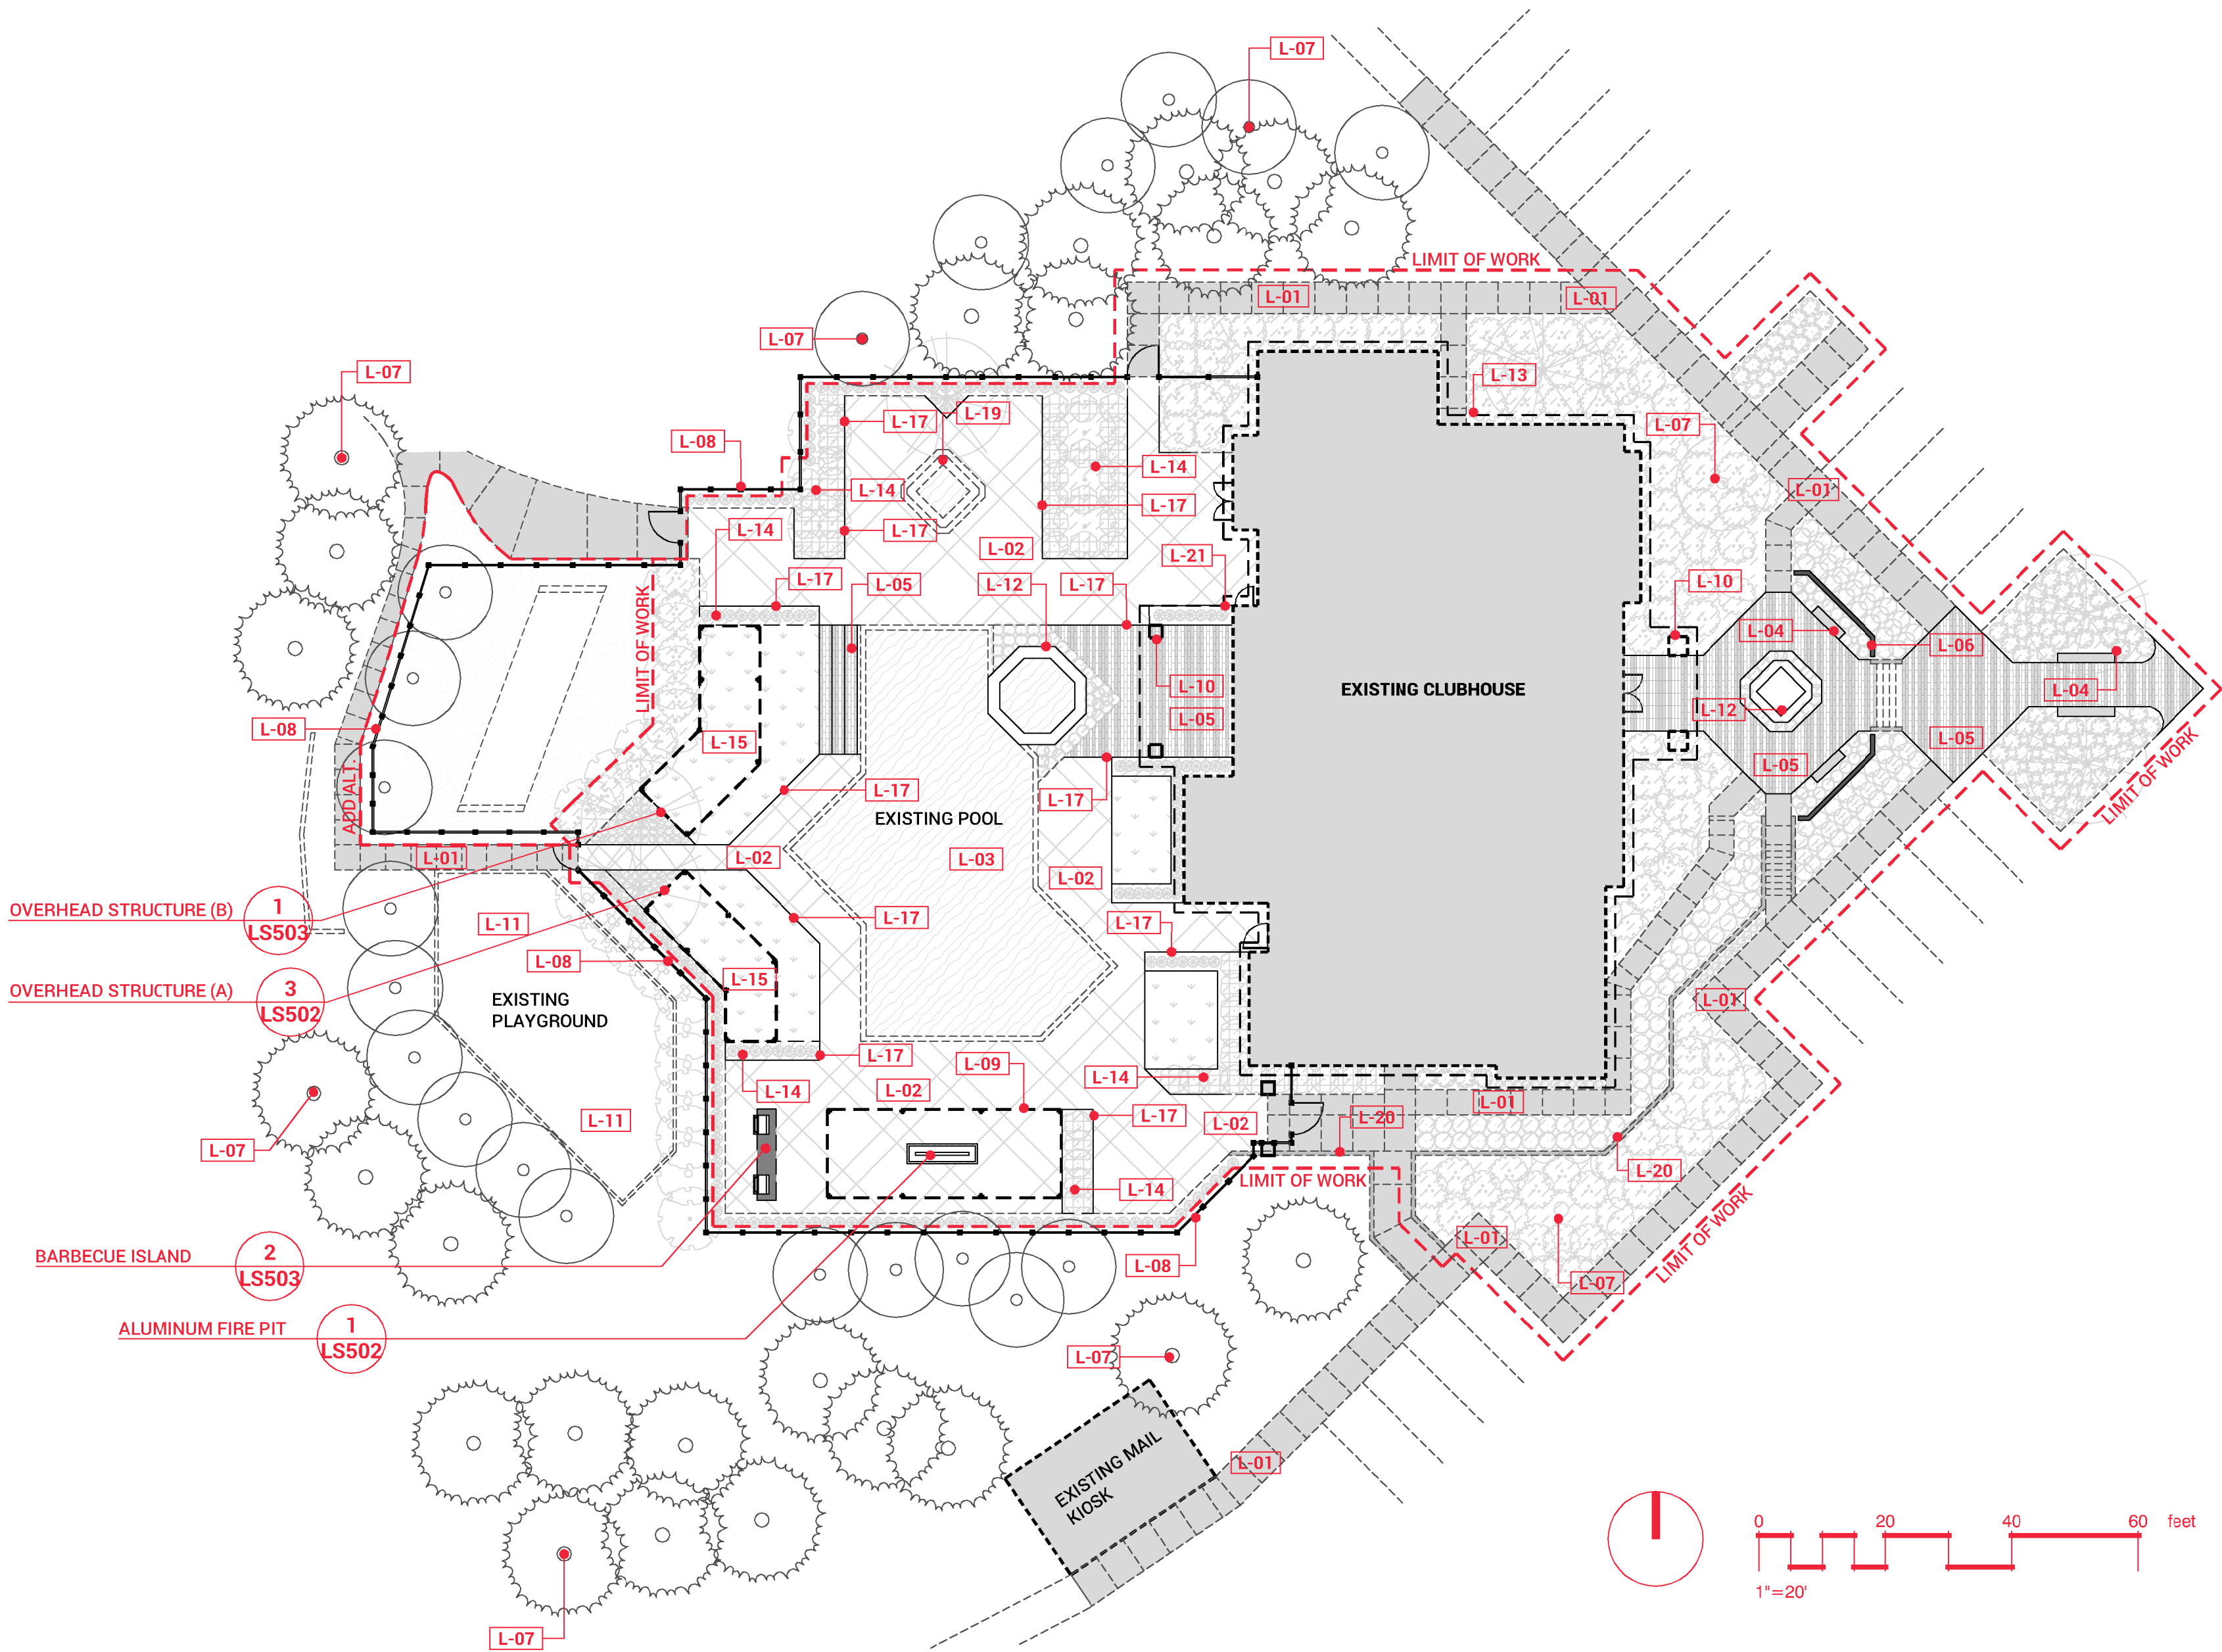 L-07
LIMIT OF WORK
L-01
L-01
L-07
L-07
L-13
L-19
L-17
L-07
L-08
L-14
L-14
L-01
L-17
L-14
L-17
L-02
L-21
L-17
L-05
L-12
L-17
L-10
LIMIT OF WORK
L-04
L-06
L-10
EXISTING CLUBHOUSE
L-04
L-12
L-05
L-08
L-15
L-05
L-05
LIMIT OF WORK
L-17
L-17
ADD ALT.
EXISTING POOL
L-01
L-02
L-03
L-02
OVERHEAD STRUCTURE (B)
1
LS503
L-11
L-17
L-17
L-08
L-15
OVERHEAD STRUCTURE (A)
3
LS502
EXISTING
PLAYGROUND
L-01
L-17
L-09
L-14
L-02
L-14
L-01
L-11
L-17
L-02
L-20
L-07
L-20
L-14
LIMIT OF WORK
LIMIT OF WORK
L-01
BARBECUE ISLAND
2
LS503
L-08
L-07
ALUMINUM FIRE PIT
1
LS502
L-07
EXISTING MAIL
KIOSK
L-01
0 20 40 60 feet
1"=20'
L-07